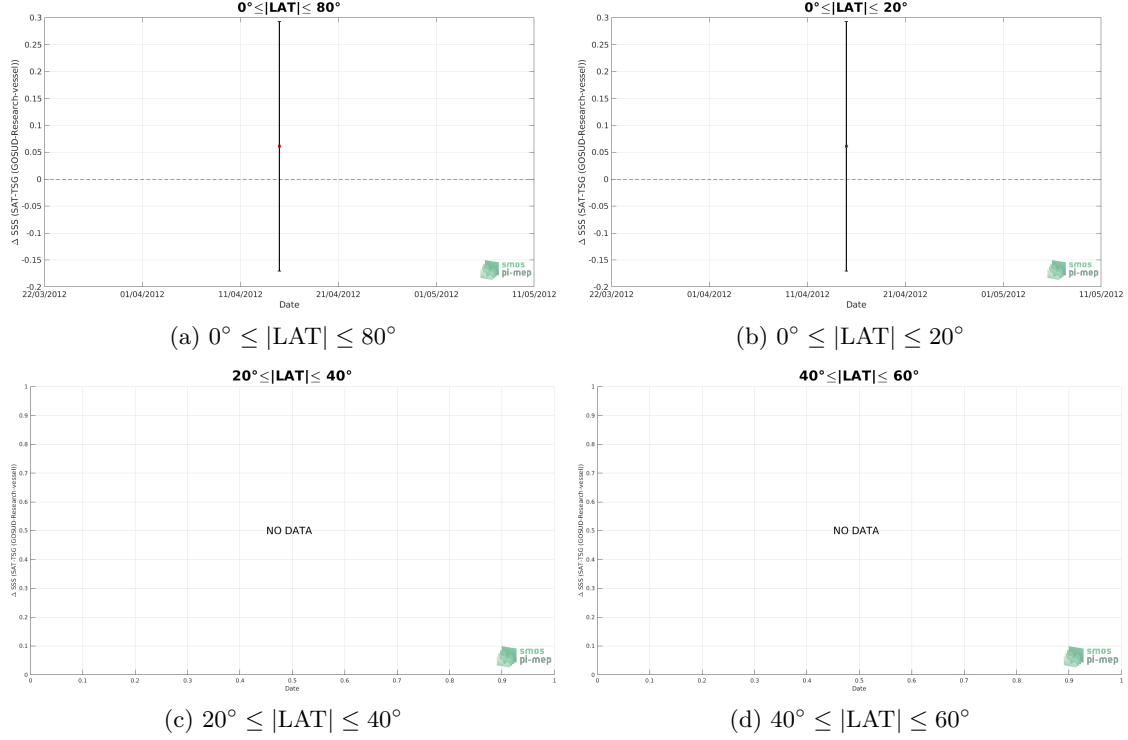 0°≤|LAT|≤ 80°
0.3
0.25
0.2
0.15
0.1
0.05
0
-0.05
-0.1
-0.15
-0.2
Δ SSS (SAT-TSG (GOSUD-Research-vessel))
22/03/2012 01/04/2012 11/04/2012 21/04/2012 01/05/2012 11/05/2012
Date
smos
pi-mep
(a) 0° ≤ |LAT| ≤ 80°
0°≤|LAT|≤ 20°
0.3
0.25
0.2
0.15
0.1
0.05
0
-0.05
-0.1
-0.15
-0.2
Δ SSS (SAT-TSG (GOSUD-Research-vessel))
22/03/2012 01/04/2012 11/04/2012 21/04/2012 01/05/2012 11/05/2012
Date
smos
pi-mep
(b) 0° ≤ |LAT| ≤ 20°
20°≤|LAT|≤ 40°
1
0.9
0.8
0.7
0.6
0.5
0.4
0.3
0.2
0.1
0
Δ SSS (SAT-TSG (GOSUD-Research-vessel))
NO DATA
0 0.1 0.2 0.3 0.4 0.5 0.6 0.7 0.8 0.9 1
Date
smos
pi-mep
(c) 20° ≤ |LAT| ≤ 40°
40°≤|LAT|≤ 60°
1
0.9
0.8
0.7
0.6
0.5
0.4
0.3
0.2
0.1
0
Δ SSS (SAT-TSG (GOSUD-Research-vessel))
NO DATA
0 0.1 0.2 0.3 0.4 0.5 0.6 0.7 0.8 0.9 1
Date
smos
pi-mep
(d) 40° ≤ |LAT| ≤ 60°